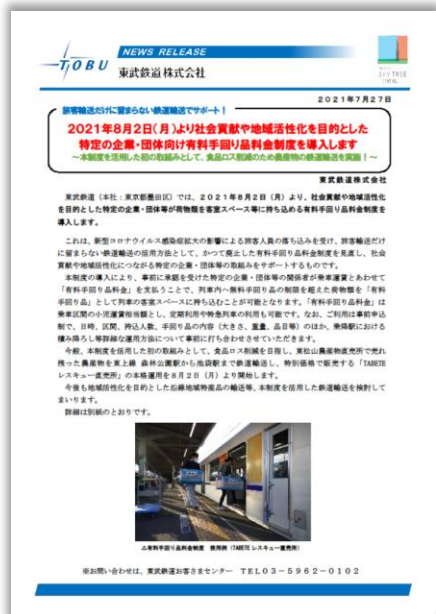 TOBU
NEWS RELEASE
東武鉄道株式会社
2021年7月27日
旅客輸送だけに留まらない鉄道輸送でサポート！
2021年8月2日(月)より社会貢献や地域活性化を目的とした
特定の企業・団体向け有料手回り品料金制度を導入します
～本制度を活用した初の取組みとして、食品ロス削減のため農産物の鉄道輸送を実施！～
東武鉄道株式会社
東武鉄道（本社：東京都墨田区）では、2021年8月2日（月）より、社会貢献や地域活性化
を目的とした特定の企業・団体等が荷物類を客室スペース等に持ち込める有料手回り品料金制度を
導入します。
これは、新型コロナウイルス感染症拡大の影響による旅客人員の落ち込みを受け、旅客輸送だけ
に留まらない鉄道輸送の活用方法として、かつて廃止した有料手回り品料金制度を見直し、社会
貢献や地域活性化につながる特定の企業・団体等の取組みをサポートするものです。
本制度の導入により、事前に承認を受けた特定の企業・団体等の関係者が乗車運賃とあわせて
「有料手回り品料金」を支払うことで、列車内へ無料手回り品の制限を超えた荷物類を「有料
手回り品」として列車の客室スペースに持ち込むことが可能となります。「有料手回り品料金」は
乗車区間の小児運賃相当額とし、定期利用や特急列車の利用も可能です。なお、ご利用は事前申込
制で、日時、区間、持込人数、手回り品の内容（大きさ、重量、品目等）のほか、乗降駅における
積み降ろし等詳細な運用方法について事前に打ち合わせさせていただきます。
今般、本制度を活用した初の取組みとして、食品ロス削減を目指し、東松山農産物直売所で売れ
残った農産物を東上線 森林公園駅から池袋駅まで鉄道輸送し、特別価格で販売する「TABETE
レスキュー直売所」の本格運用を8月2日（月）より開始します。
今後も地域活性化を目的とした沿線地域特産品の輸送等、本制度を活用した鉄道輸送を検討して
まいります。
詳細は別紙のとおりです。
△有料手回り品料金制度 使用例（TABETE レスキュー直売所）
※お問い合わせは、東武鉄道お客さまセンター TEL03－5962－0102